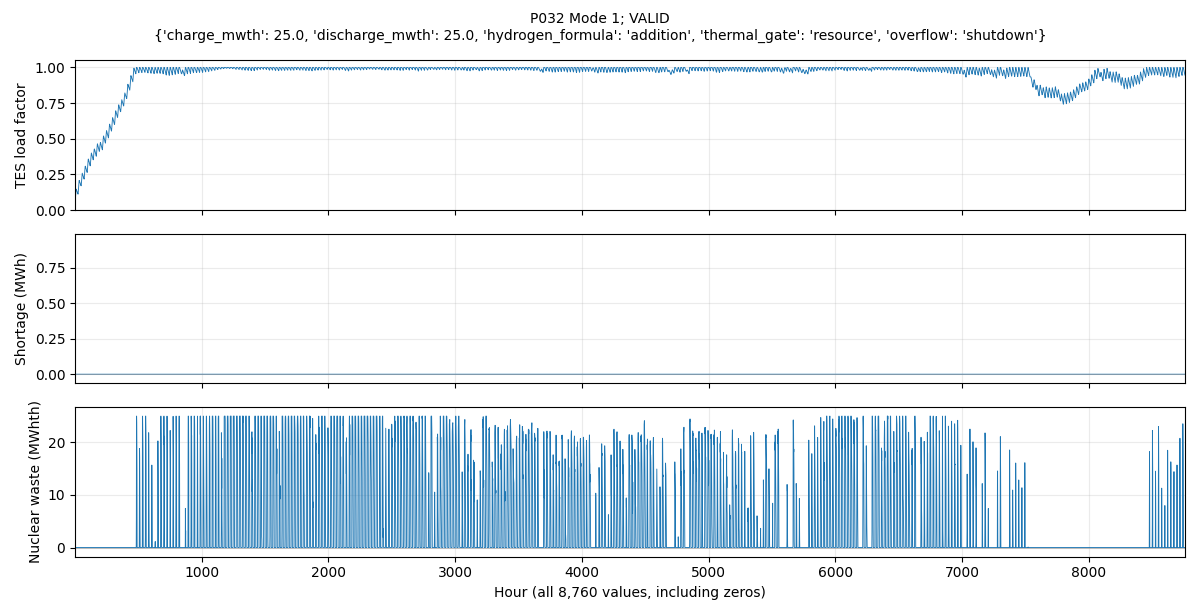 P032 Mode 1; VALID
{'charge_mwth': 25.0, 'discharge_mwth': 25.0, 'hydrogen_formula': 'addition', 'thermal_gate': 'resource', 'overflow': 'shutdown'}
TES load factor
1.00
0.75
0.50
0.25
0.00
Shortage (MWh)
0.75
0.50
0.25
0.00
Nuclear waste (MWhth)
20
10
0
1000 2000 3000 4000 5000 6000 7000 8000
Hour (all 8,760 values, including zeros)